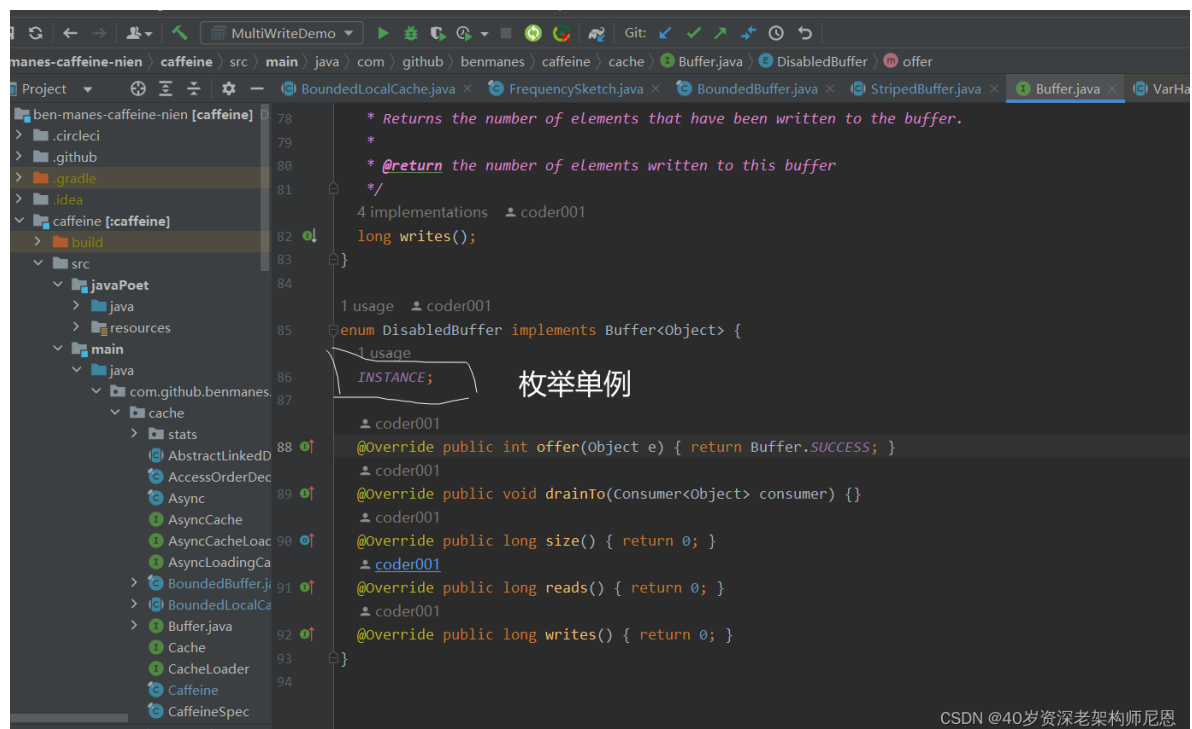 MultiWriteDemo Git:
manes-caffeine-nien 〉 caffeine 〉 src 〉 main 〉 java 〉 com 〉 github 〉 benmanes 〉 caffeine 〉 cache 〉 Buffer.java 〉 DisabledBuffer 〉 offer
Project BoundedLocalCache.java × FrequencySketch.java × BoundedBuffer.java × StripedBuffer.java × Buffer.java × VarHa
ben-manes-caffeine-nien [caffeine] D
.circleci
.github
.gradle
.idea
caffeine [:caffeine]
build
src
javaPoet
java
resources
main
java
com.github.benmanes.
cache
stats
AbstractLinkedD
AccessOrderDec
Async
AsyncCache
AsyncCacheLoac
AsyncLoadingCa
BoundedBuffer.ja
BoundedLocalCa
Buffer.java
Cache
CacheLoader
Caffeine
CaffeineSpec
78 * Returns the number of elements that have been written to the buffer.
79 *
80 * @return the number of elements written to this buffer
81 */
4 implementations coder001
82 long writes();
83 }
84
1 usage coder001
85 enum DisabledBuffer implements Buffer<Object> {
1 usage
86 INSTANCE;
枚举单例
87
coder001
88 @Override public int offer(Object e) { return Buffer.SUCCESS; }
coder001
89 @Override public void drainTo(Consumer<Object> consumer) {}
coder001
90 @Override public long size() { return 0; }
coder001
91 @Override public long reads() { return 0; }
coder001
92 @Override public long writes() { return 0; }
93 }
94
CSDN @40岁资深老架构师尼恩